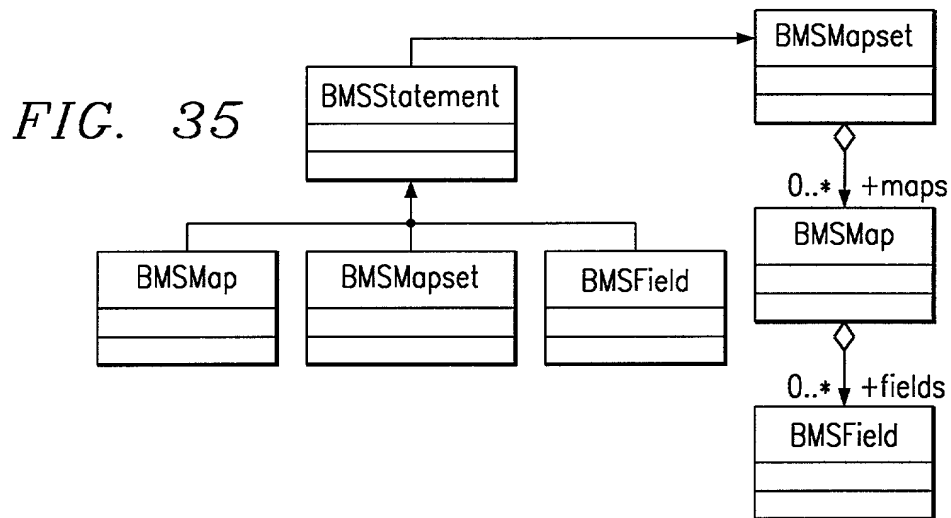 FIG. 35
BMSStatement
BMSMap
BMSMapset
BMSField
BMSMapset
0..* +maps
BMSMap
0..* +fields
BMSField